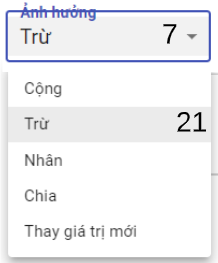 Ảnh hưởng
Trừ 7
Cộng
Trừ 21
Nhân
Chia
Thay giá trị mới